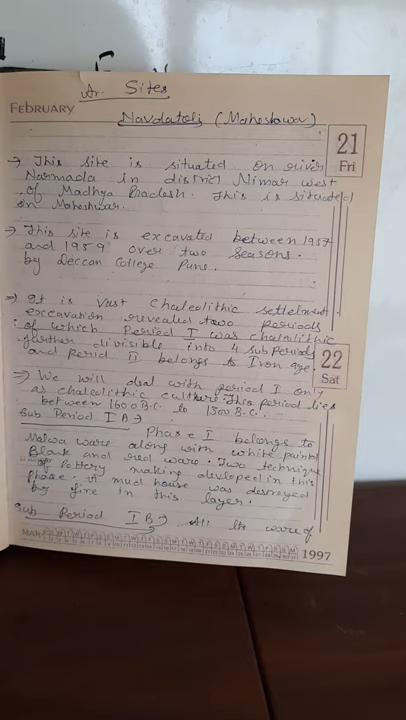 Ar. Sites
FEBRUARY
Navdatoli (Maheshwar)
21
Fri
→ This site is situated on river
Narmada in district Nimar west
of Madhya Pradesh. This is situated
on Maheshwar.
→ This site is excavated between 1957
and 1959 over two seasons.
by Deccan College Pune.
→ It is vast chalcolithic settlement
excavation revealed two periods
of which Period I was chalcolithic
further divisible into 4 sub periods
and Period II belongs to Iron age.
22
Sat
→ We will deal with period I only
as chalcolithic culture. This period lies
between 1600 B.C. to 1300 B.C.
Sub Period I A →
Phase I belongs to
Malwa ware along with white paint
Black and red ware. Two technique
of Pottery making developed in this
Phase. A mud house was destroyed
by fire in this layer.
Sub Period I B → All the ware of
MAR
1997